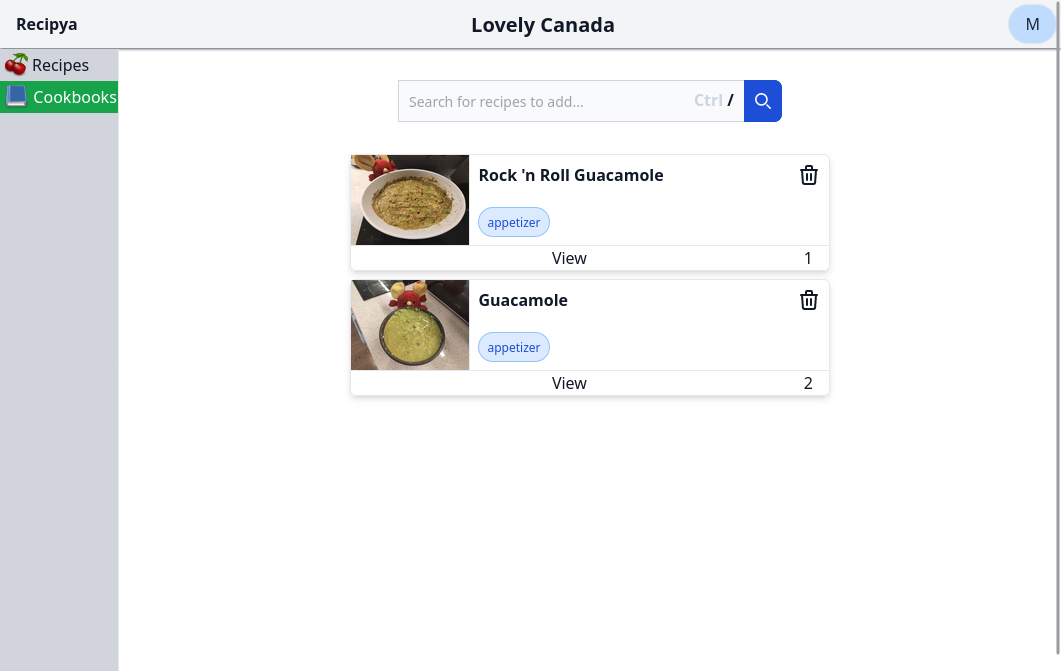 Recipya
Lovely Canada
M
Recipes
Cookbooks
Search for recipes to add...
Ctrl /
Rock 'n Roll Guacamole
appetizer
View
1
Guacamole
appetizer
View
2